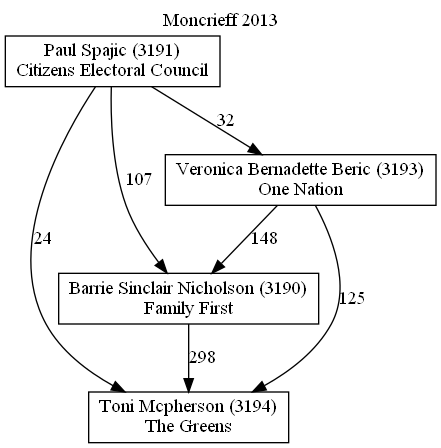 Moncrieff 2013
Paul Spajic (3191)
Citizens Electoral Council
32
Veronica Bernadette Beric (3193)
One Nation
107
24
148
125
Barrie Sinclair Nicholson (3190)
Family First
298
Toni Mcpherson (3194)
The Greens